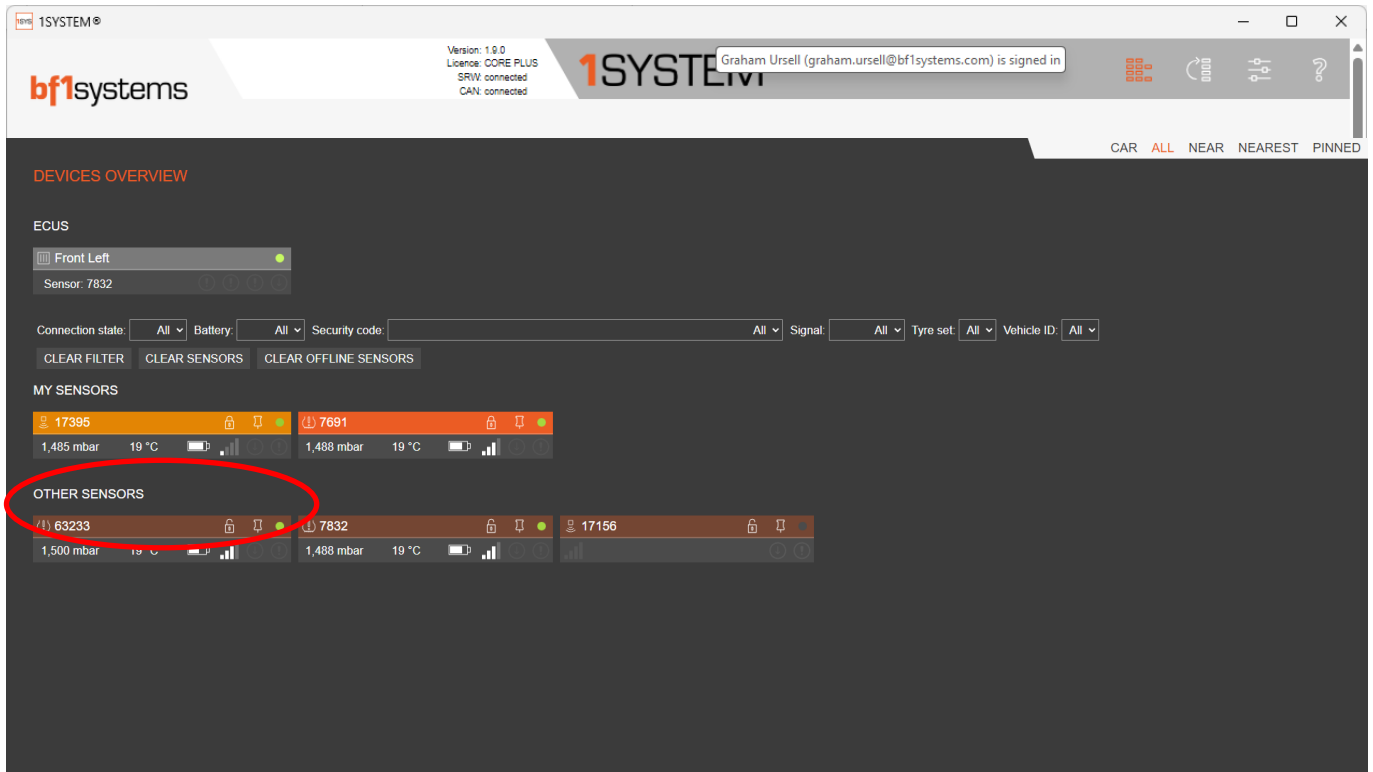 1SYS 1SYSTEM®
Version: 1.9.0
Licence: CORE PLUS
SRW: connected
CAN: connected
bf1systems
1SYSTEM
Graham Ursell (graham.ursell@bf1systems.com) is signed in
CAR ALL NEAR NEAREST PINNED
DEVICES OVERVIEW
ECUS
Front Left
Sensor: 7832
Connection state: All Battery: All Security code: All Signal: All Tyre set: All Vehicle ID: All
CLEAR FILTER CLEAR SENSORS CLEAR OFFLINE SENSORS
MY SENSORS
17395 7691
1,485 mbar 19 °C 1,488 mbar 19 °C
OTHER SENSORS
63233 7832 17156
1,500 mbar 19 °C 1,488 mbar 19 °C